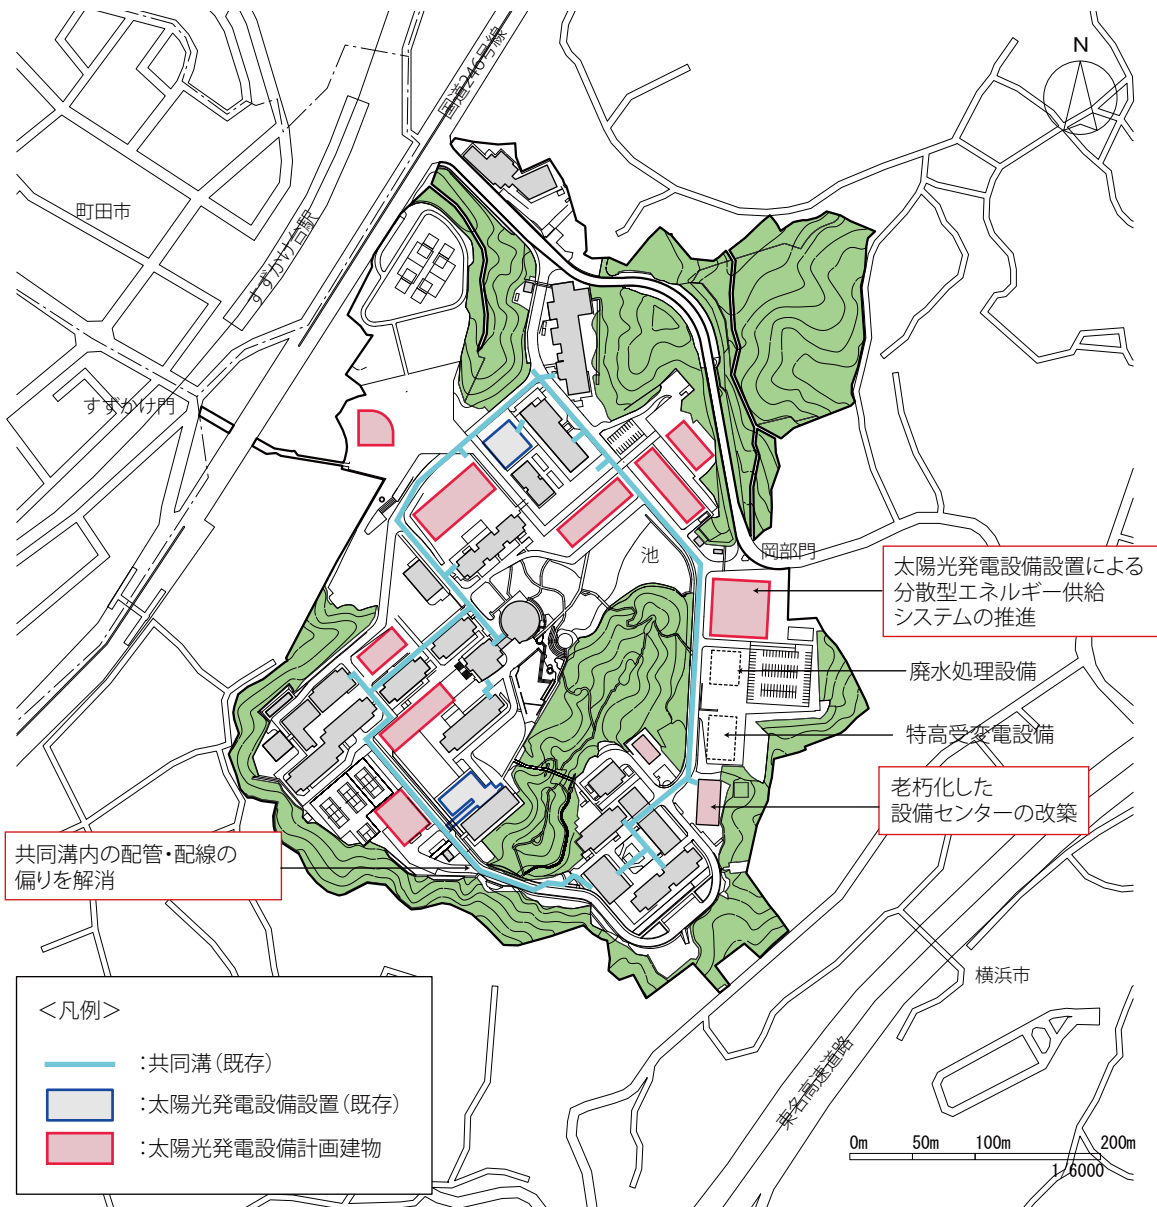 国道246号線
N
町田市
すずかけ台駅
すずかけ門
池
岡部門
太陽光発電設備設置による
分散型エネルギー供給
システムの推進
廃水処理設備
特高受変電設備
老朽化した
設備センターの改築
共同溝内の配管・配線の
偏りを解消
横浜市
東名高速道路
＜凡例＞
：共同溝（既存）
：太陽光発電設備設置（既存）
：太陽光発電設備計画建物
0m 50m 100m 200m
1/6000